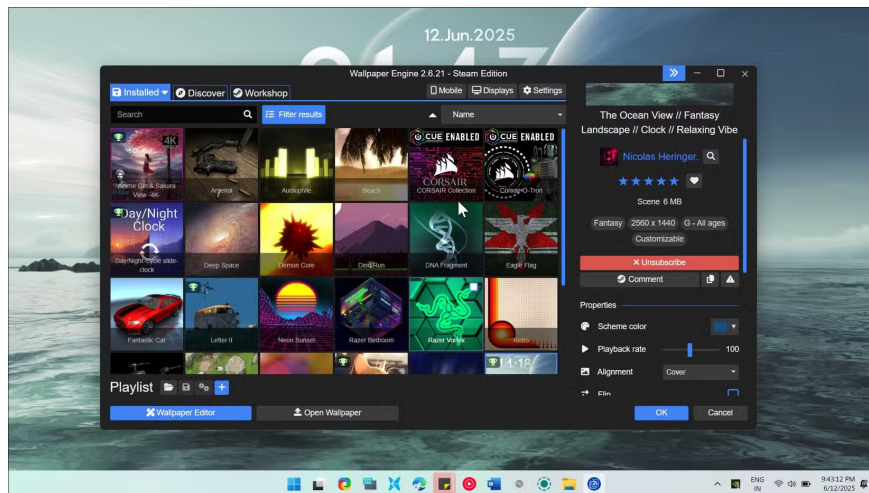 12.Jun.2025
Wallpaper Engine 2.6.21 - Steam Edition
Installed
Discover
Workshop
Mobile
Displays
Settings
Search
Filter results
Name
4K
Anime Girl & Sakura
View -4K-
Arsenal
Audiophile
Beach
CUE ENABLED
CORSAIR
CORSAIR Collection
CUE ENABLED
Corsair-O-Tron
Day/Night
Clock
Day/Night-Cycle slide-
clock
Deep Space
Demon Core
Dino Run
DNA Fragment
Eagle Flag
Fantastic Car
Letter II
Neon Sunset
Razer Bedroom
Razer Vortex
Retro
Playlist
Wallpaper Editor
Open Wallpaper
The Ocean View // Fantasy
Landscape // Clock // Relaxing Vibe
Nicolas Heringer.
Scene 6 MB
Fantasy
2560 x 1440
G - All ages
Customizable
Unsubscribe
Comment
Properties
Scheme color
Playback rate
100
Alignment
Cover
Flip
OK
Cancel
ENG
IN
9:43:12 PM
6/12/2025